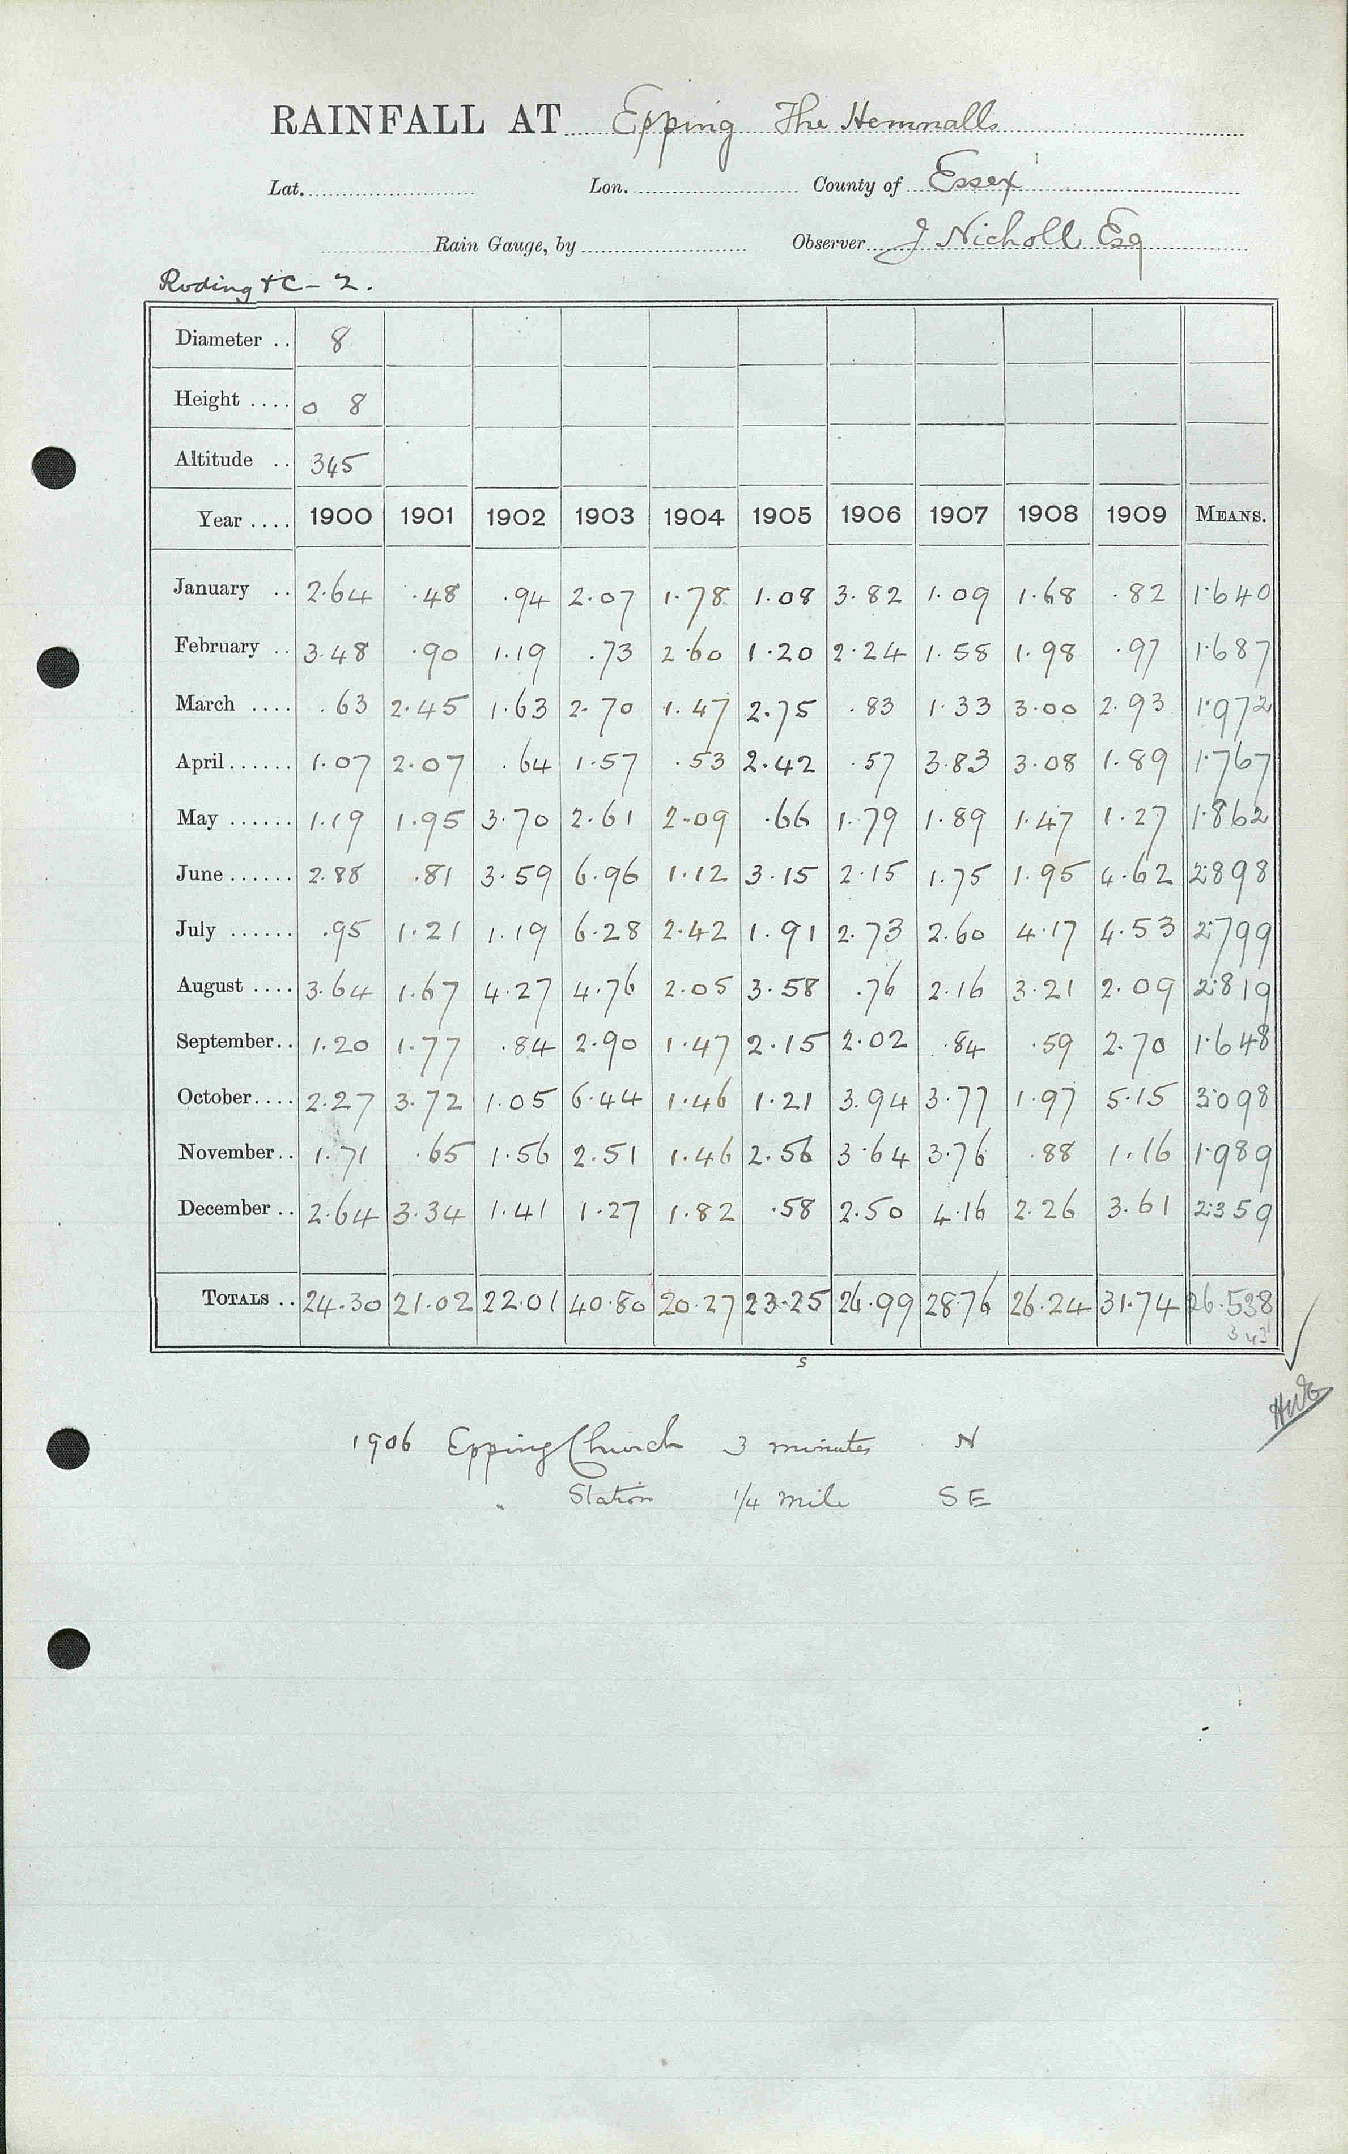 RAINFALL AT Epping The Hemnalls
Lat. Lon. County of Essex
Rain Gauge, by Observer J Nicholl Esq
Roding &C - 2.
Diameter .. 8
Height .... 0 8
Altitude .. 345
Year .... 1900 1901 1902 1903 1904 1905 1906 1907 1908 1909 MEANS.
January .. 2.64 .48 .94 2.07 1.78 1.08 3.82 1.09 1.68 .82 1.640
February .. 3.48 .90 1.19 .73 2.60 1.20 2.24 1.58 1.98 .97 1.687
March .... .63 2.45 1.63 2.70 1.47 2.75 .83 1.33 3.00 2.93 1.972
April ...... 1.07 2.07 .64 1.57 .53 2.42 .57 3.83 3.08 1.89 1.767
May ...... 1.19 1.95 3.70 2.61 2.09 .66 1.79 1.89 1.47 1.27 1.862
June ...... 2.88 .81 3.59 6.96 1.12 3.15 2.15 1.75 1.95 4.62 2.898
July ...... .95 1.21 1.19 6.28 2.42 1.91 2.73 2.60 4.17 4.53 2.799
August .... 3.64 1.67 4.27 4.76 2.05 3.58 .76 2.16 3.21 2.09 2.819
September .. 1.20 1.77 .84 2.90 1.47 2.15 2.02 .84 .59 2.70 1.648
October .... 2.27 3.72 1.05 6.44 1.46 1.21 3.94 3.77 1.97 5.15 3.098
November .. 1.71 .65 1.56 2.51 1.46 2.56 3.64 3.76 .88 1.16 1.989
December .. 2.64 3.34 1.41 1.27 1.82 .58 2.50 4.16 2.26 3.61 2.359
TOTALS .. 24.30 21.02 22.01 40.80 20.27 23.25 26.99 28.76 26.24 31.74 26.538
s
1906 Epping Church 3 minutes N
" Station 1/4 mile SE